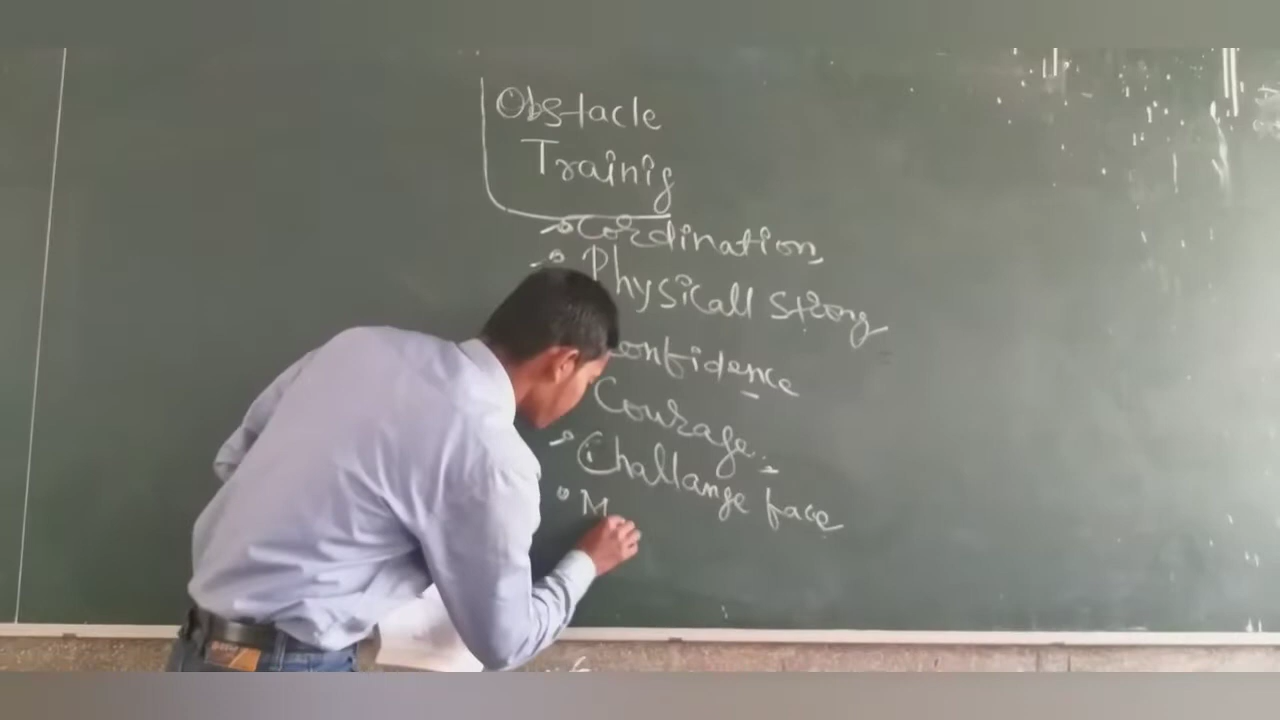 Obstacle
Trainig
Cordination
Physicall strong
Confidence
Courage
Challange face
M